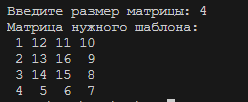 Введите размер матрицы: 4
Матрица нужного шаблона:
1 12 11 10
2 13 16 9
3 14 15 8
4 5 6 7